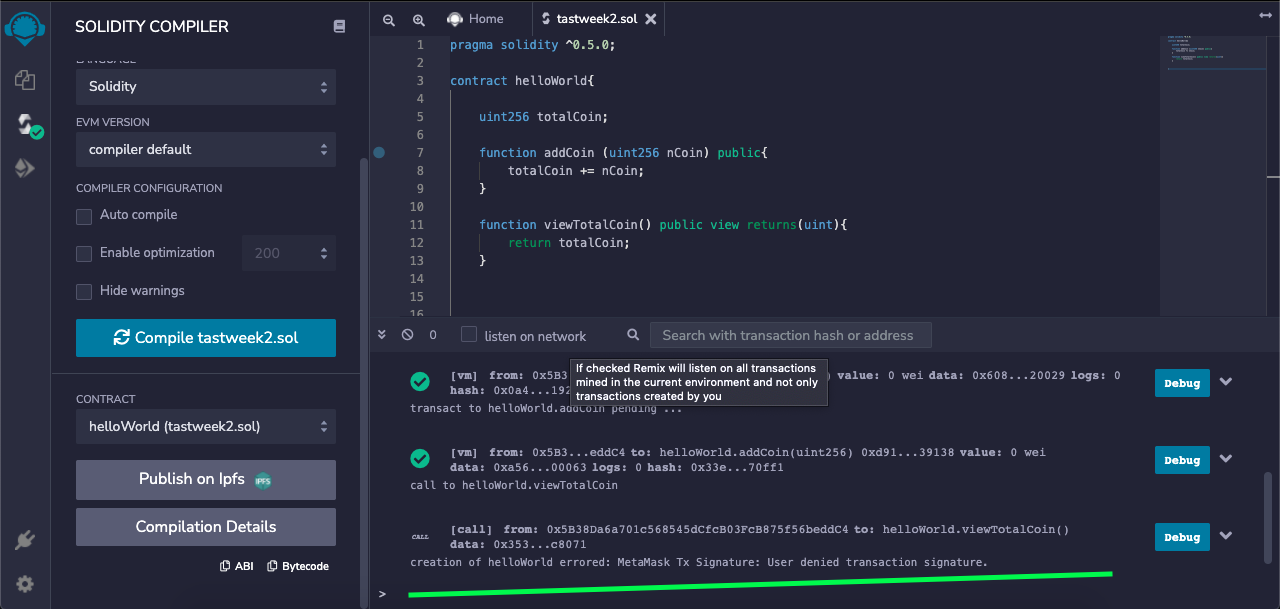 SOLIDITY COMPILER
LANGUAGE
Solidity
EVM VERSION
compiler default
COMPILER CONFIGURATION
Auto compile
Enable optimization
200
Hide warnings
Compile tastweek2.sol
CONTRACT
helloWorld (tastweek2.sol)
Publish on Ipfs IPFS
Compilation Details
ABI Bytecode
Home tastweek2.sol
1 pragma solidity ^0.5.0;
2
3 contract helloWorld{
4
5 uint256 totalCoin;
6
7 function addCoin (uint256 nCoin) public{
8 totalCoin += nCoin;
9 }
10
11 function viewTotalCoin() public view returns(uint){
12 return totalCoin;
13 }
14
15
16
0 listen on network Search with transaction hash or address
If checked Remix will listen on all transactions
mined in the current environment and not only
transactions created by you
[vm] from: 0x5B3 ) value: 0 wei data: 0x608...20029 logs: 0
hash: 0x0a4...192
Debug
transact to helloWorld.addCoin pending ...
[vm] from: 0x5B3...eddC4 to: helloWorld.addCoin(uint256) 0xd91...39138 value: 0 wei
data: 0xa56...00063 logs: 0 hash: 0x33e...70ff1
Debug
call to helloWorld.viewTotalCoin
CALL [call] from: 0x5B38Da6a701c568545dCfcB03FcB875f56beddC4 to: helloWorld.viewTotalCoin()
data: 0x353...c8071
Debug
creation of helloWorld errored: MetaMask Tx Signature: User denied transaction signature.
>